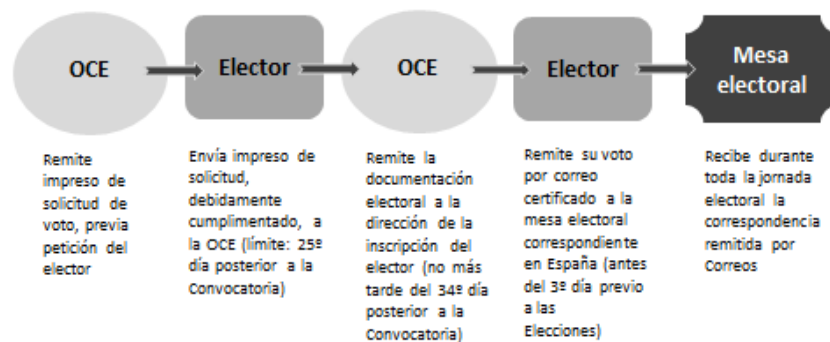 OCE
Elector
OCE
Elector
Mesa
electoral
Remite
impreso de
solicitud de
voto, previa
petición del
elector
Envía impreso de
solicitud,
debidamente
cumplimentado, a
la OCE (límite: 25º
día posterior a la
Convocatoria)
Remite la
documentación
electoral a la
dirección de la
inscripción del
elector (no más
tarde del 34º día
posterior a la
Convocatoria)
Remite su voto
por correo
certificado a la
mesa electoral
correspondiente
en España (antes
del 3º día previo
a las
Elecciones)
Recibe durante
toda la jornada
electoral la
correspondencia
remitida por
Correos